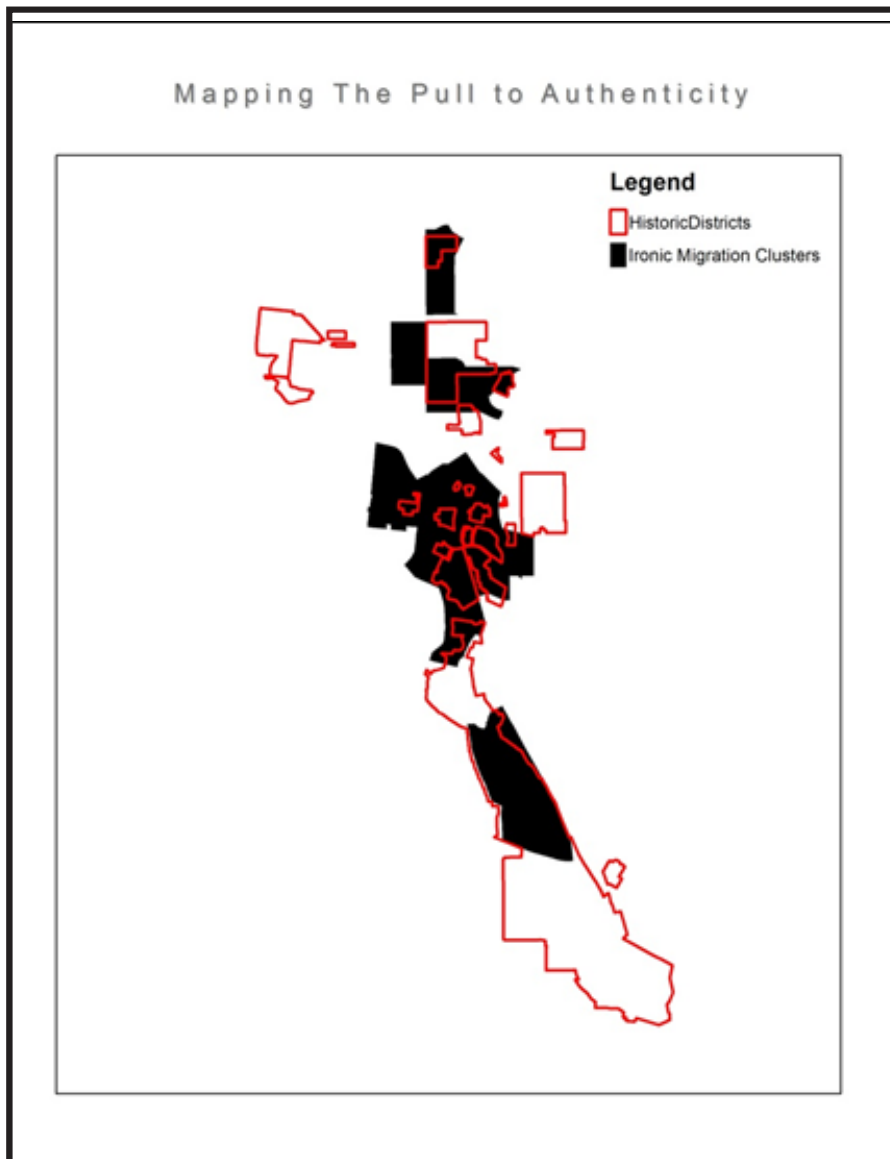 Mapping The Pull to Authenticity
Legend
HistoricDistricts
Ironic Migration Clusters